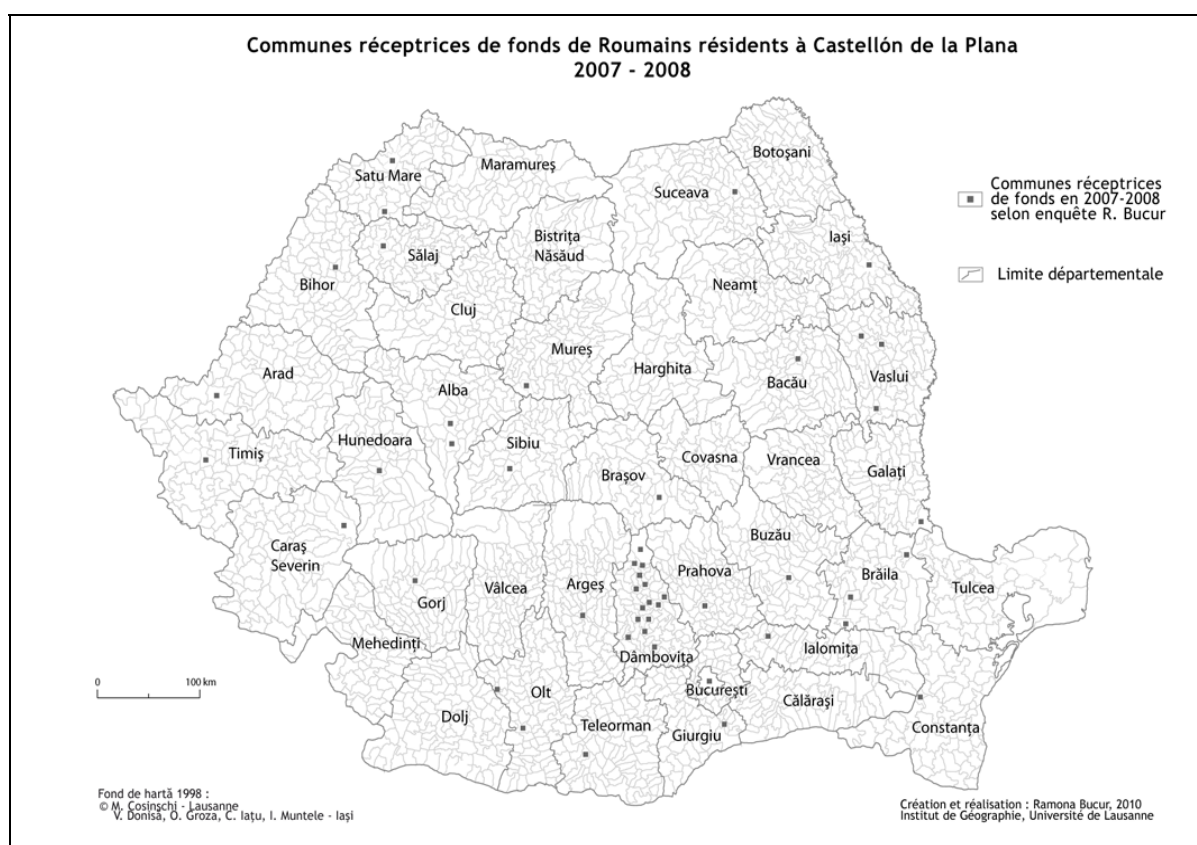 Communes réceptrices de fonds de Roumains résidents à Castellón de la Plana
2007 - 2008
Botoşani
Maramureş
Satu Mare
Suceava
Communes réceptrices
de fonds en 2007-2008
selon enquête R. Bucur
Bistriţa
Năsăud
Iaşi
Sălaj
Limite départementale
Bihor
Neamţ
Cluj
Mureş
Harghita
Arad
Bacău
Vaslui
Alba
Hunedoara
Sibiu
Timiş
Covasna
Vrancea
Galaţi
Braşov
Buzău
Caraş
Severin
Prahova
Brăila
Tulcea
Argeş
Vâlcea
Gorj
Mehedinţi
Ialomiţa
Dâmboviţa
0 100 km
Olt
Bucureşti
Călăraşi
Dolj
Teleorman
Giurgiu
Constanţa
Fond de hartă 1998 :
© M. Cosinschi - Lausanne
V. Donisă, O. Groza, C. Iaţu, I. Muntele - Iaşi
Création et réalisation : Ramona Bucur, 2010
Institut de Géographie, Université de Lausanne